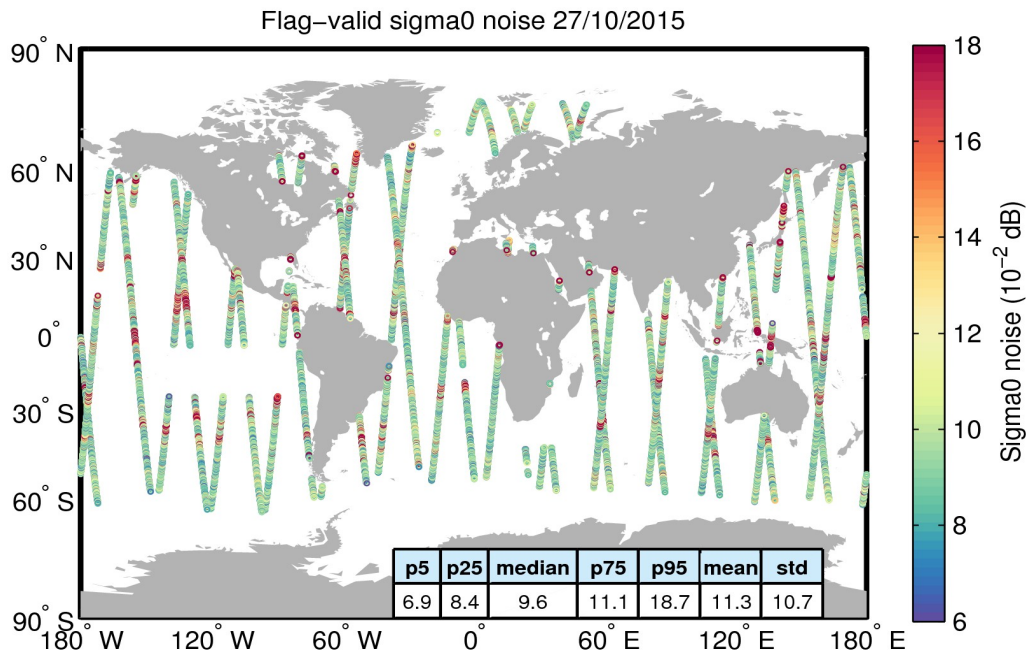 Flag−valid sigma0 noise 27/10/2015
90° N
60° N
30° N
0°
30° S
60° S
90° S
180° W
120° W
60° W
0°
60° E
120° E
180° E
p5 p25 median p75 p95 mean std
6.9 8.4 9.6 11.1 18.7 11.3 10.7
18
16
14
12
10
8
6
Sigma0 noise (10⁻² dB)